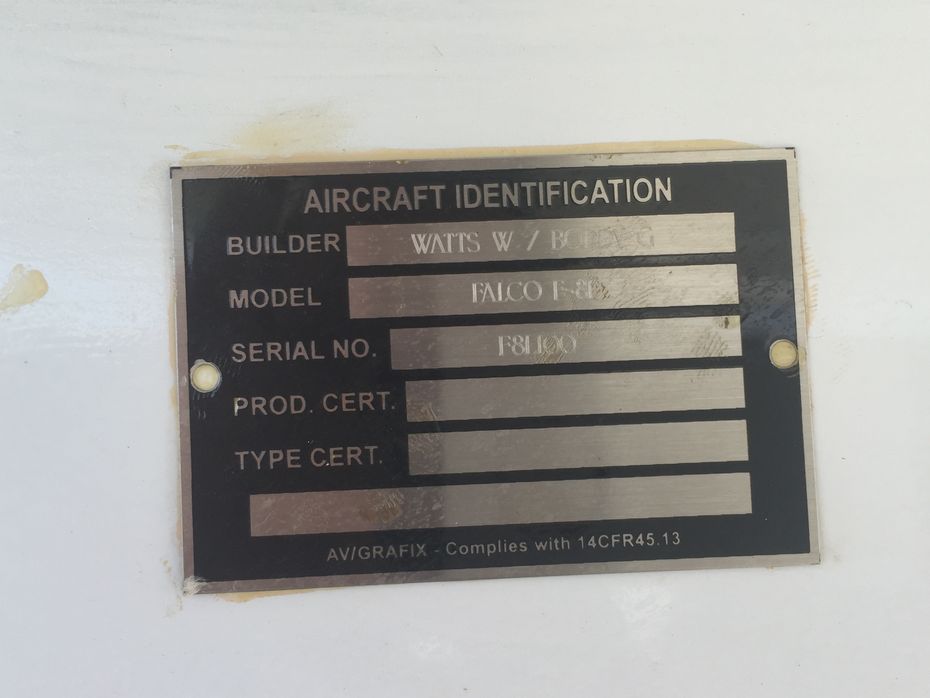 AIRCRAFT IDENTIFICATION
BUILDER WATTS W /
MODEL FALCO F-8L
SERIAL NO. F8L100
PROD. CERT.
TYPE CERT.
AV/GRAFIX - Complies with 14CFR45.13